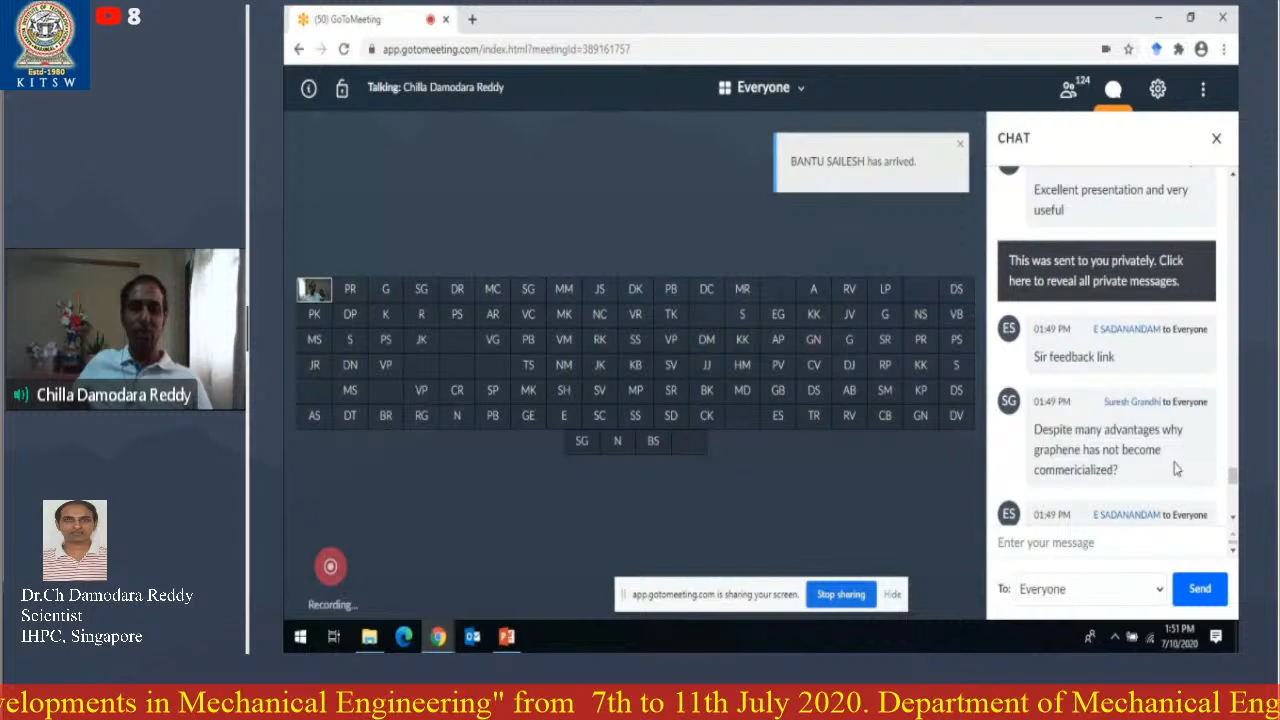 Estd-1980
KITSW
8
(50) GoToMeeting
app.gotomeeting.com/index.html?meetingId=389161757
Talking: Chilla Damodara Reddy
Everyone
124
BANTU SAILESH has arrived.
CHAT
Excellent presentation and very
useful
This was sent to you privately. Click
here to reveal all private messages.
ES 01:49 PM E SADANANDAM to Everyone
Sir feedback link
SG 01:49 PM Suresh Grandhi to Everyone
Despite many advantages why
graphene has not become
commericialized?
ES 01:49 PM E SADANANDAM to Everyone
Enter your message
To: Everyone
Send
PR G SG DR MC SG MM JS DK PB DC MR A RV LP DS
PK DP K R PS AR VC MK NC VR TK S EG KK JV G NS VB
MS S PS JK VG PB VM RK SS VP DM KK AP GN G SR PR PS
JR DN VP TS NM JK KB SV JJ HM PV CV DJ RP KK S
MS VP CR SP MK SH SV MP SR BK MD GB DS AB SM KP DS
AS DT BR RG N PB GE E SC SS SD CK ES TR RV CB GN DV
SG N BS
Chilla Damodara Reddy
Dr.Ch Damodara Reddy
Scientist
IHPC, Singapore
Recording...
app.gotomeeting.com is sharing your screen.
Stop sharing
Hide
1:51 PM
7/10/2020
velopments in Mechanical Engineering" from 7th to 11th July 2020. Department of Mechanical Eng